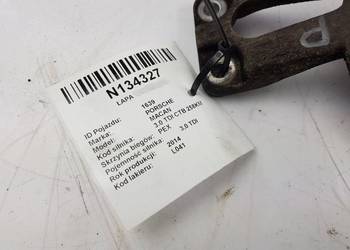 N134327
ŁAPA
ID Pojazdu: 1639
Marka: PORSCHE
Model: MACAN
Kod silnika: 3.0 TDI CTB 258KM
Skrzynia biegów: PEX
Pojemność silnika: 3.0 TDI
Rok produkcji: 2014
Kod lakieru: L041
P